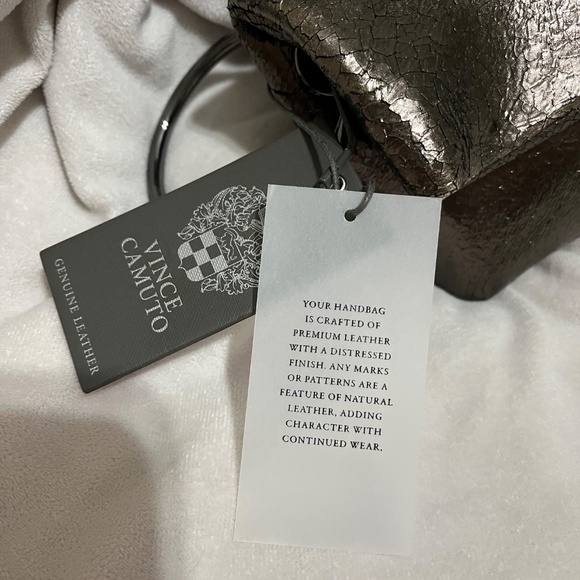 VINCE
CAMUTO
GENUINE LEATHER
YOUR HANDBAG
IS CRAFTED OF
PREMIUM LEATHER
WITH A DISTRESSED
FINISH. ANY MARKS
OR PATTERNS ARE A
FEATURE OF NATURAL
LEATHER, ADDING
CHARACTER WITH
CONTINUED WEAR.